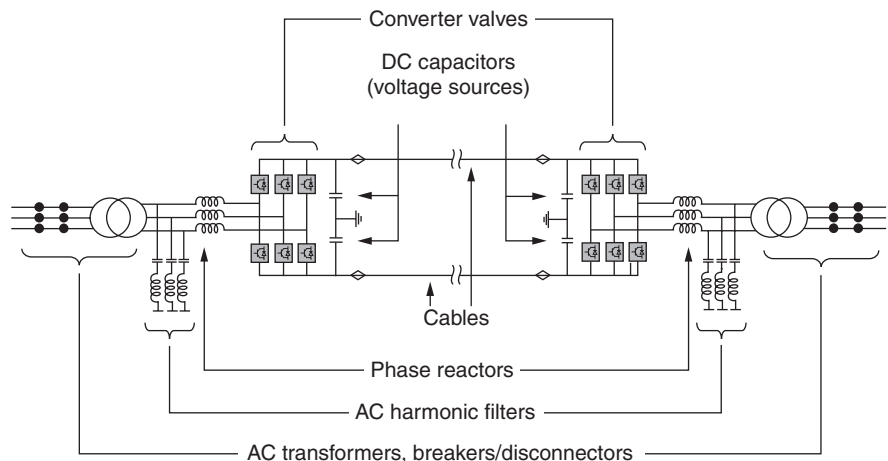 Converter valves
DC capacitors
(voltage sources)
Cables
Phase reactors
AC harmonic filters
AC transformers, breakers/disconnectors